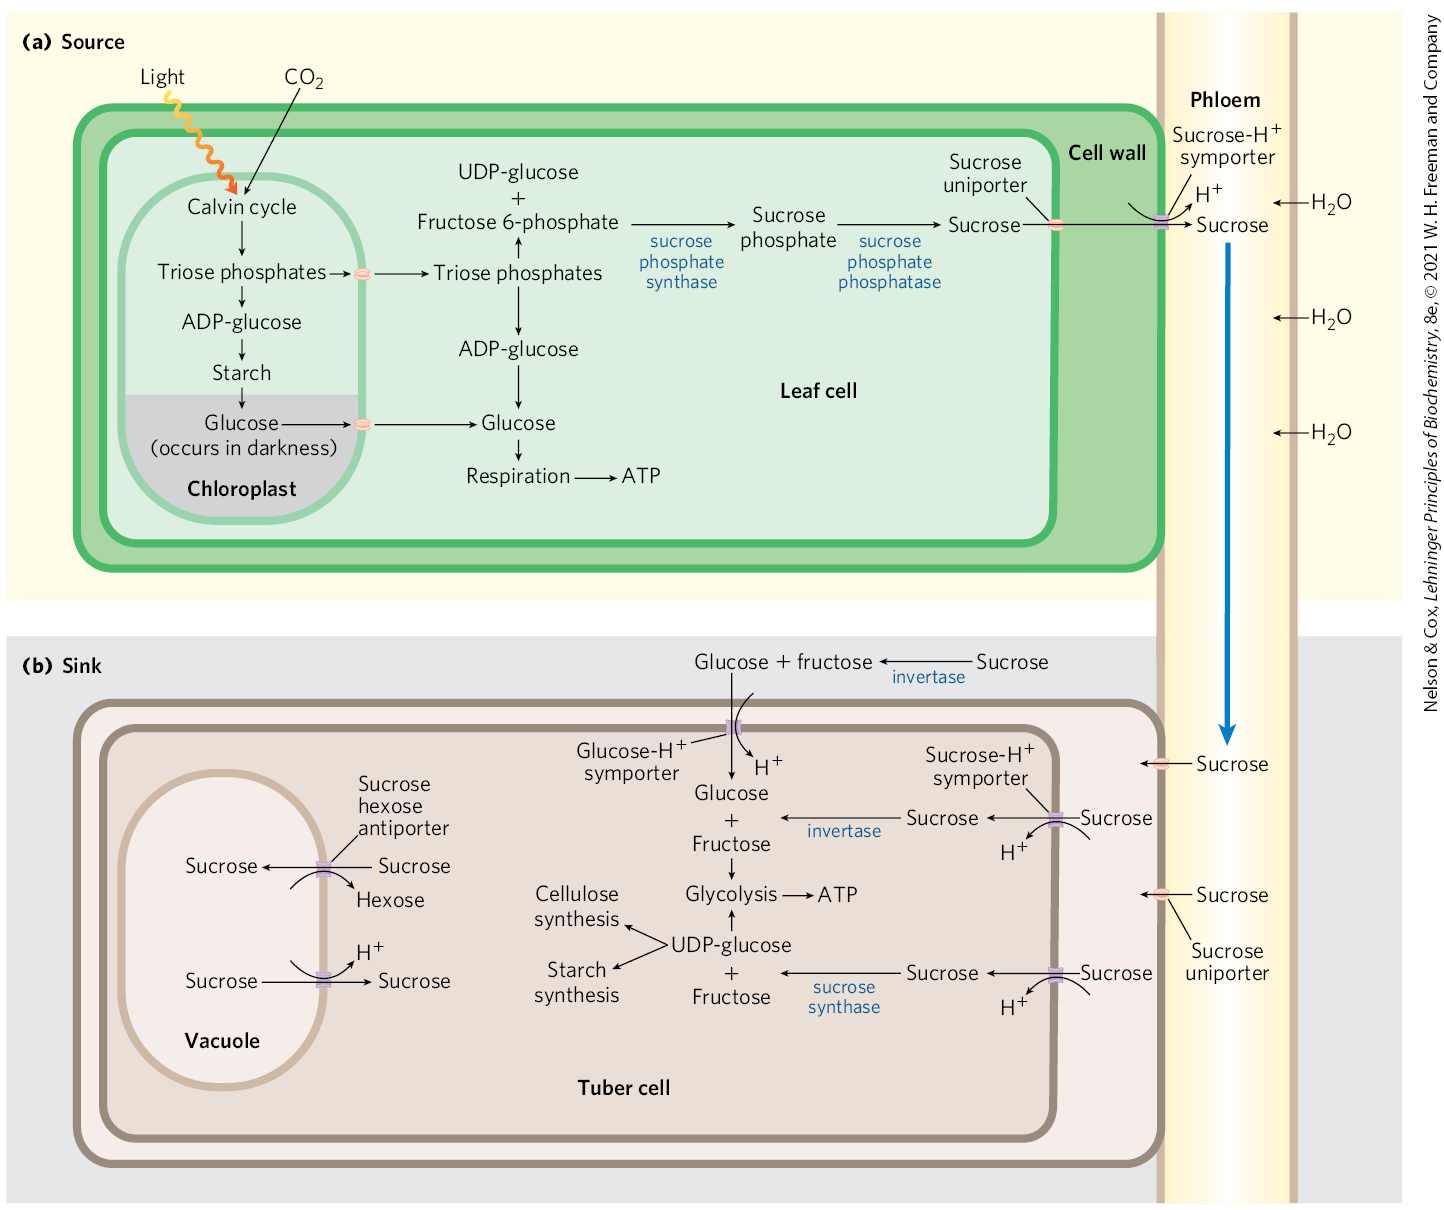 (a) Source
Light
CO₂
Phloem
Sucrose-H⁺
symporter
Cell wall
H⁺
Sucrose
uniporter
UDP-glucose
+
Fructose 6-phosphate
sucrose
phosphate
synthase
Sucrose
phosphate
sucrose
phosphate
phosphatase
Sucrose
Sucrose
H₂O
H₂O
H₂O
Calvin cycle
Triose phosphates
Triose phosphates
ADP-glucose
ADP-glucose
Starch
Glucose
(occurs in darkness)
Glucose
Chloroplast
Respiration
ATP
Leaf cell
(b) Sink
Glucose + fructose
invertase
Sucrose
Glucose-H⁺
symporter
H⁺
Sucrose-H⁺
symporter
Sucrose
Glucose
+
Fructose
invertase
Sucrose
Sucrose
H⁺
Sucrose
hexose
antiporter
Sucrose
Sucrose
Hexose
Glycolysis
ATP
Sucrose
Sucrose
uniporter
Cellulose
synthesis
Starch
synthesis
UDP-glucose
+
Fructose
sucrose
synthase
Sucrose
Sucrose
H⁺
H⁺
Sucrose
Sucrose
Vacuole
Tuber cell
Nelson & Cox, Lehninger Principles of Biochemistry, 8e, © 2021 W. H. Freeman and Company